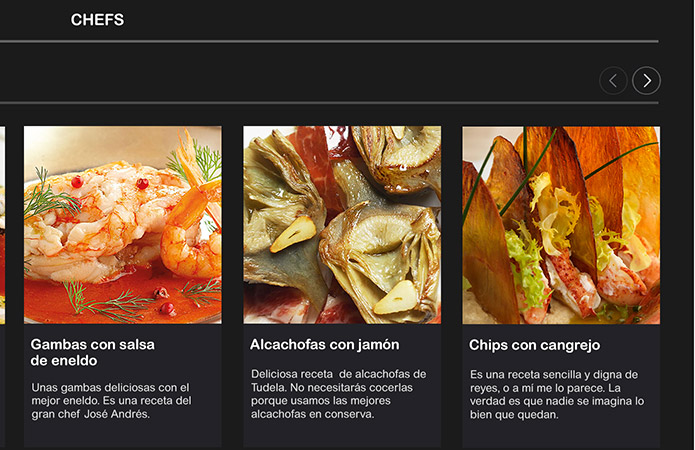 CHEFS
Gambas con salsa
de eneldo
Unas gambas deliciosas con el
mejor eneldo. Es una receta del
gran chef José Andrés.
Alcachofas con jamón
Deliciosa receta de alcachofas de
Tudela. No necesitarás cocerlas
porque usamos las mejores
alcachofas en conserva.
Chips con cangrejo
Es una receta sencilla y digna de
reyes, o a mí me lo parece. La
verdad es que nadie se imagina lo
bien que quedan.